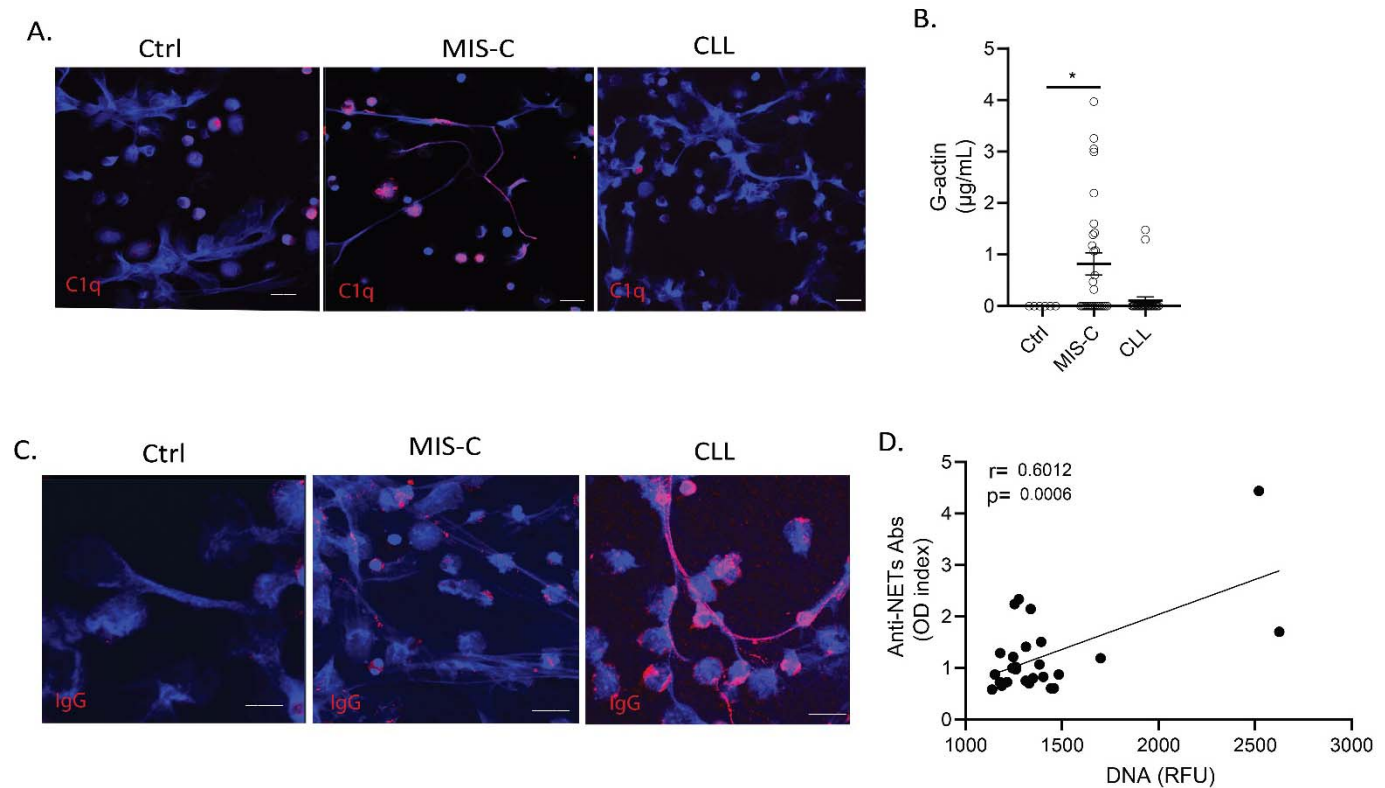 A.
Ctrl
MIS-C
CLL
C1q
C1q
C1q
B.
5
4
3
2
1
0
G-actin
(µg/mL)
*
Ctrl
MIS-C
CLL
C.
Ctrl
MIS-C
CLL
IgG
IgG
IgG
D.
r= 0.6012
p= 0.0006
5
4
3
2
1
0
Anti-NETs Abs
(OD index)
1000 1500 2000 2500 3000
DNA (RFU)